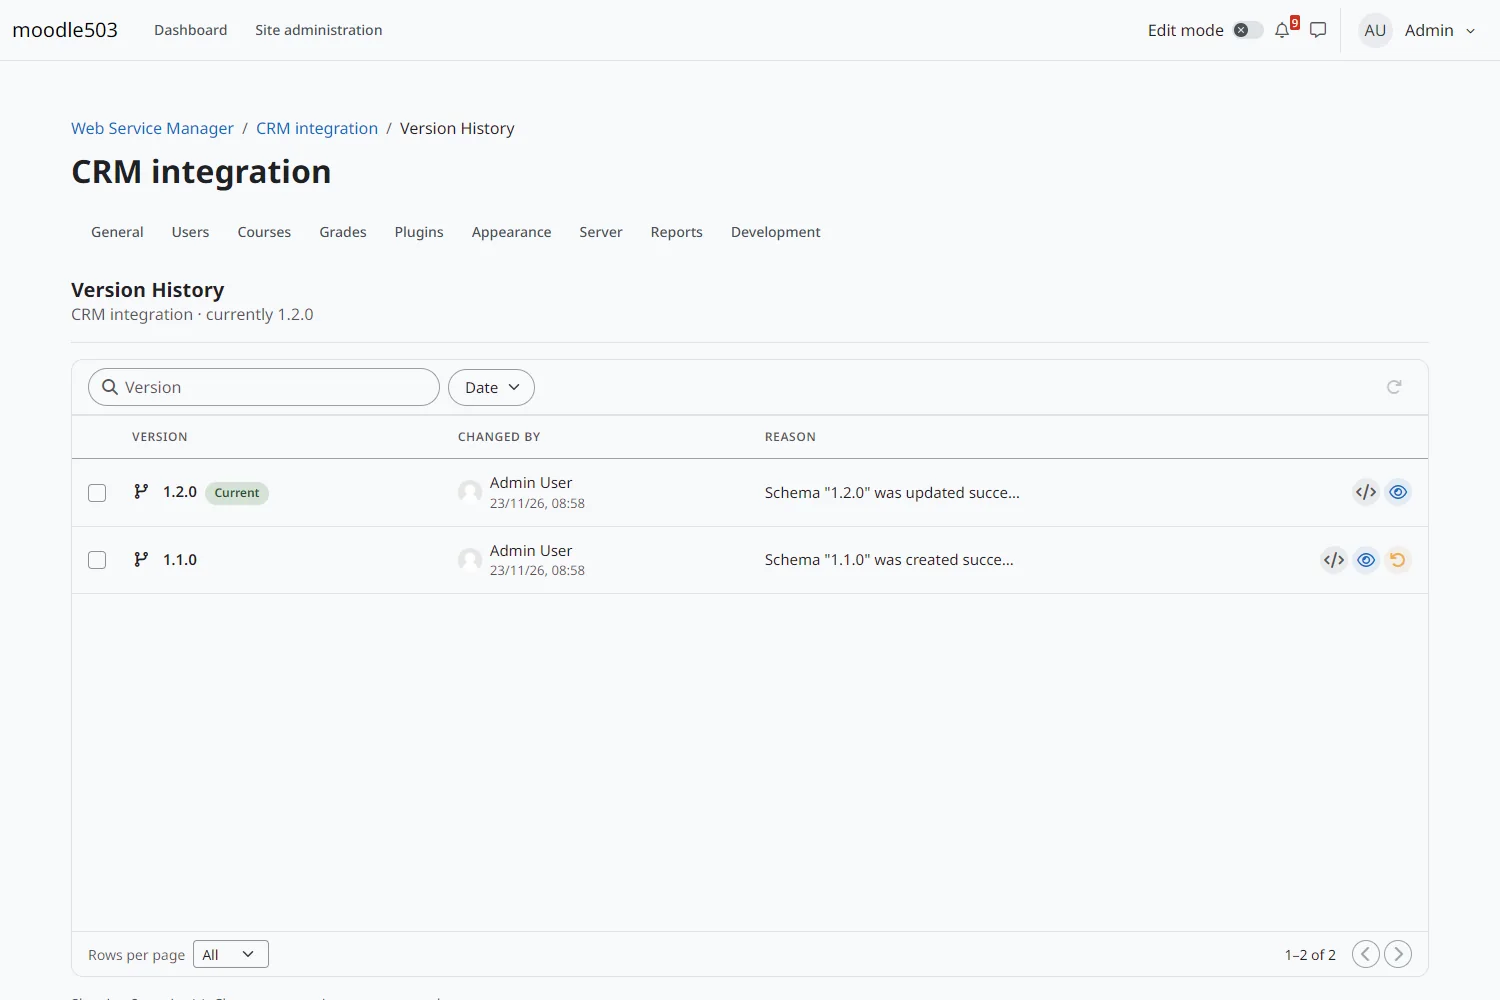 moodle503
Dashboard
Site administration
Edit mode
9
AU
Admin
Web Service Manager / CRM integration / Version History
CRM integration
General
Users
Courses
Grades
Plugins
Appearance
Server
Reports
Development
Version History
CRM integration · currently 1.2.0
Version
Date
VERSION
CHANGED BY
REASON
1.2.0 Current
Admin User
23/11/26, 08:58
Schema "1.2.0" was updated succe...
1.1.0
Admin User
23/11/26, 08:58
Schema "1.1.0" was created succe...
Rows per page All
1–2 of 2